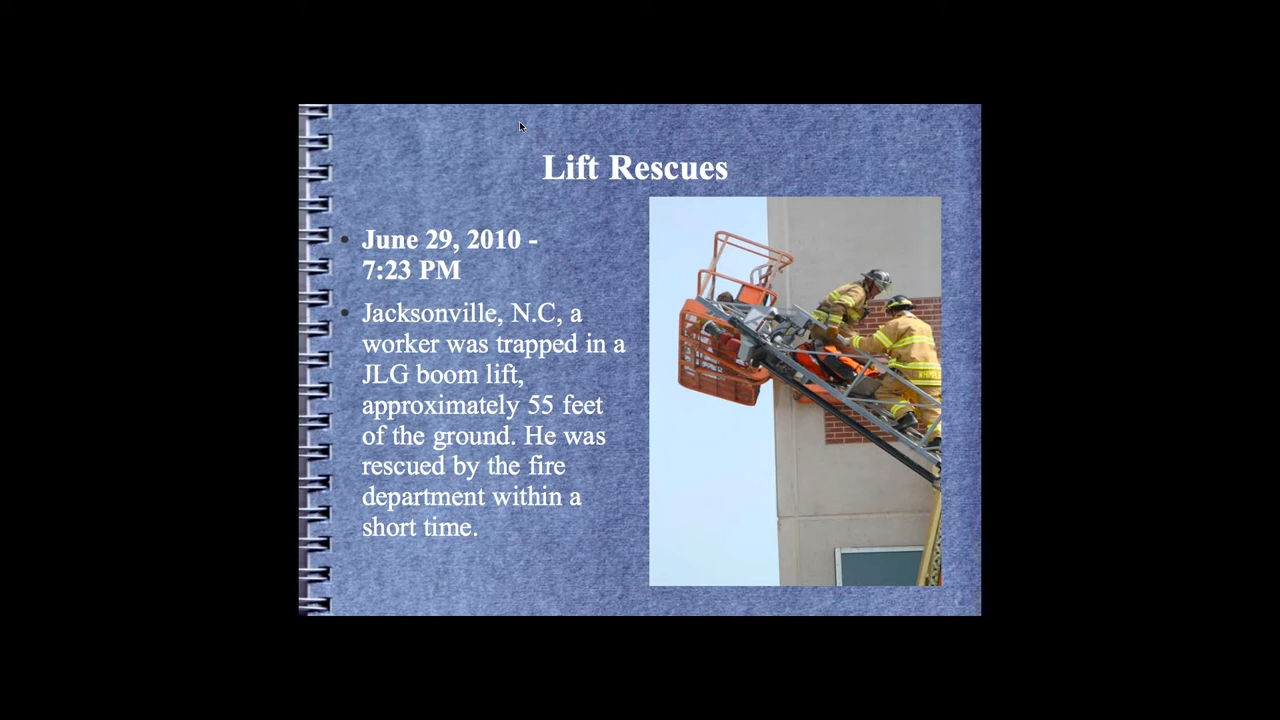 Lift Rescues
June 29, 2010 -
7:23 PM
Jacksonville, N.C, a
worker was trapped in a
JLG boom lift,
approximately 55 feet
of the ground. He was
rescued by the fire
department within a
short time.